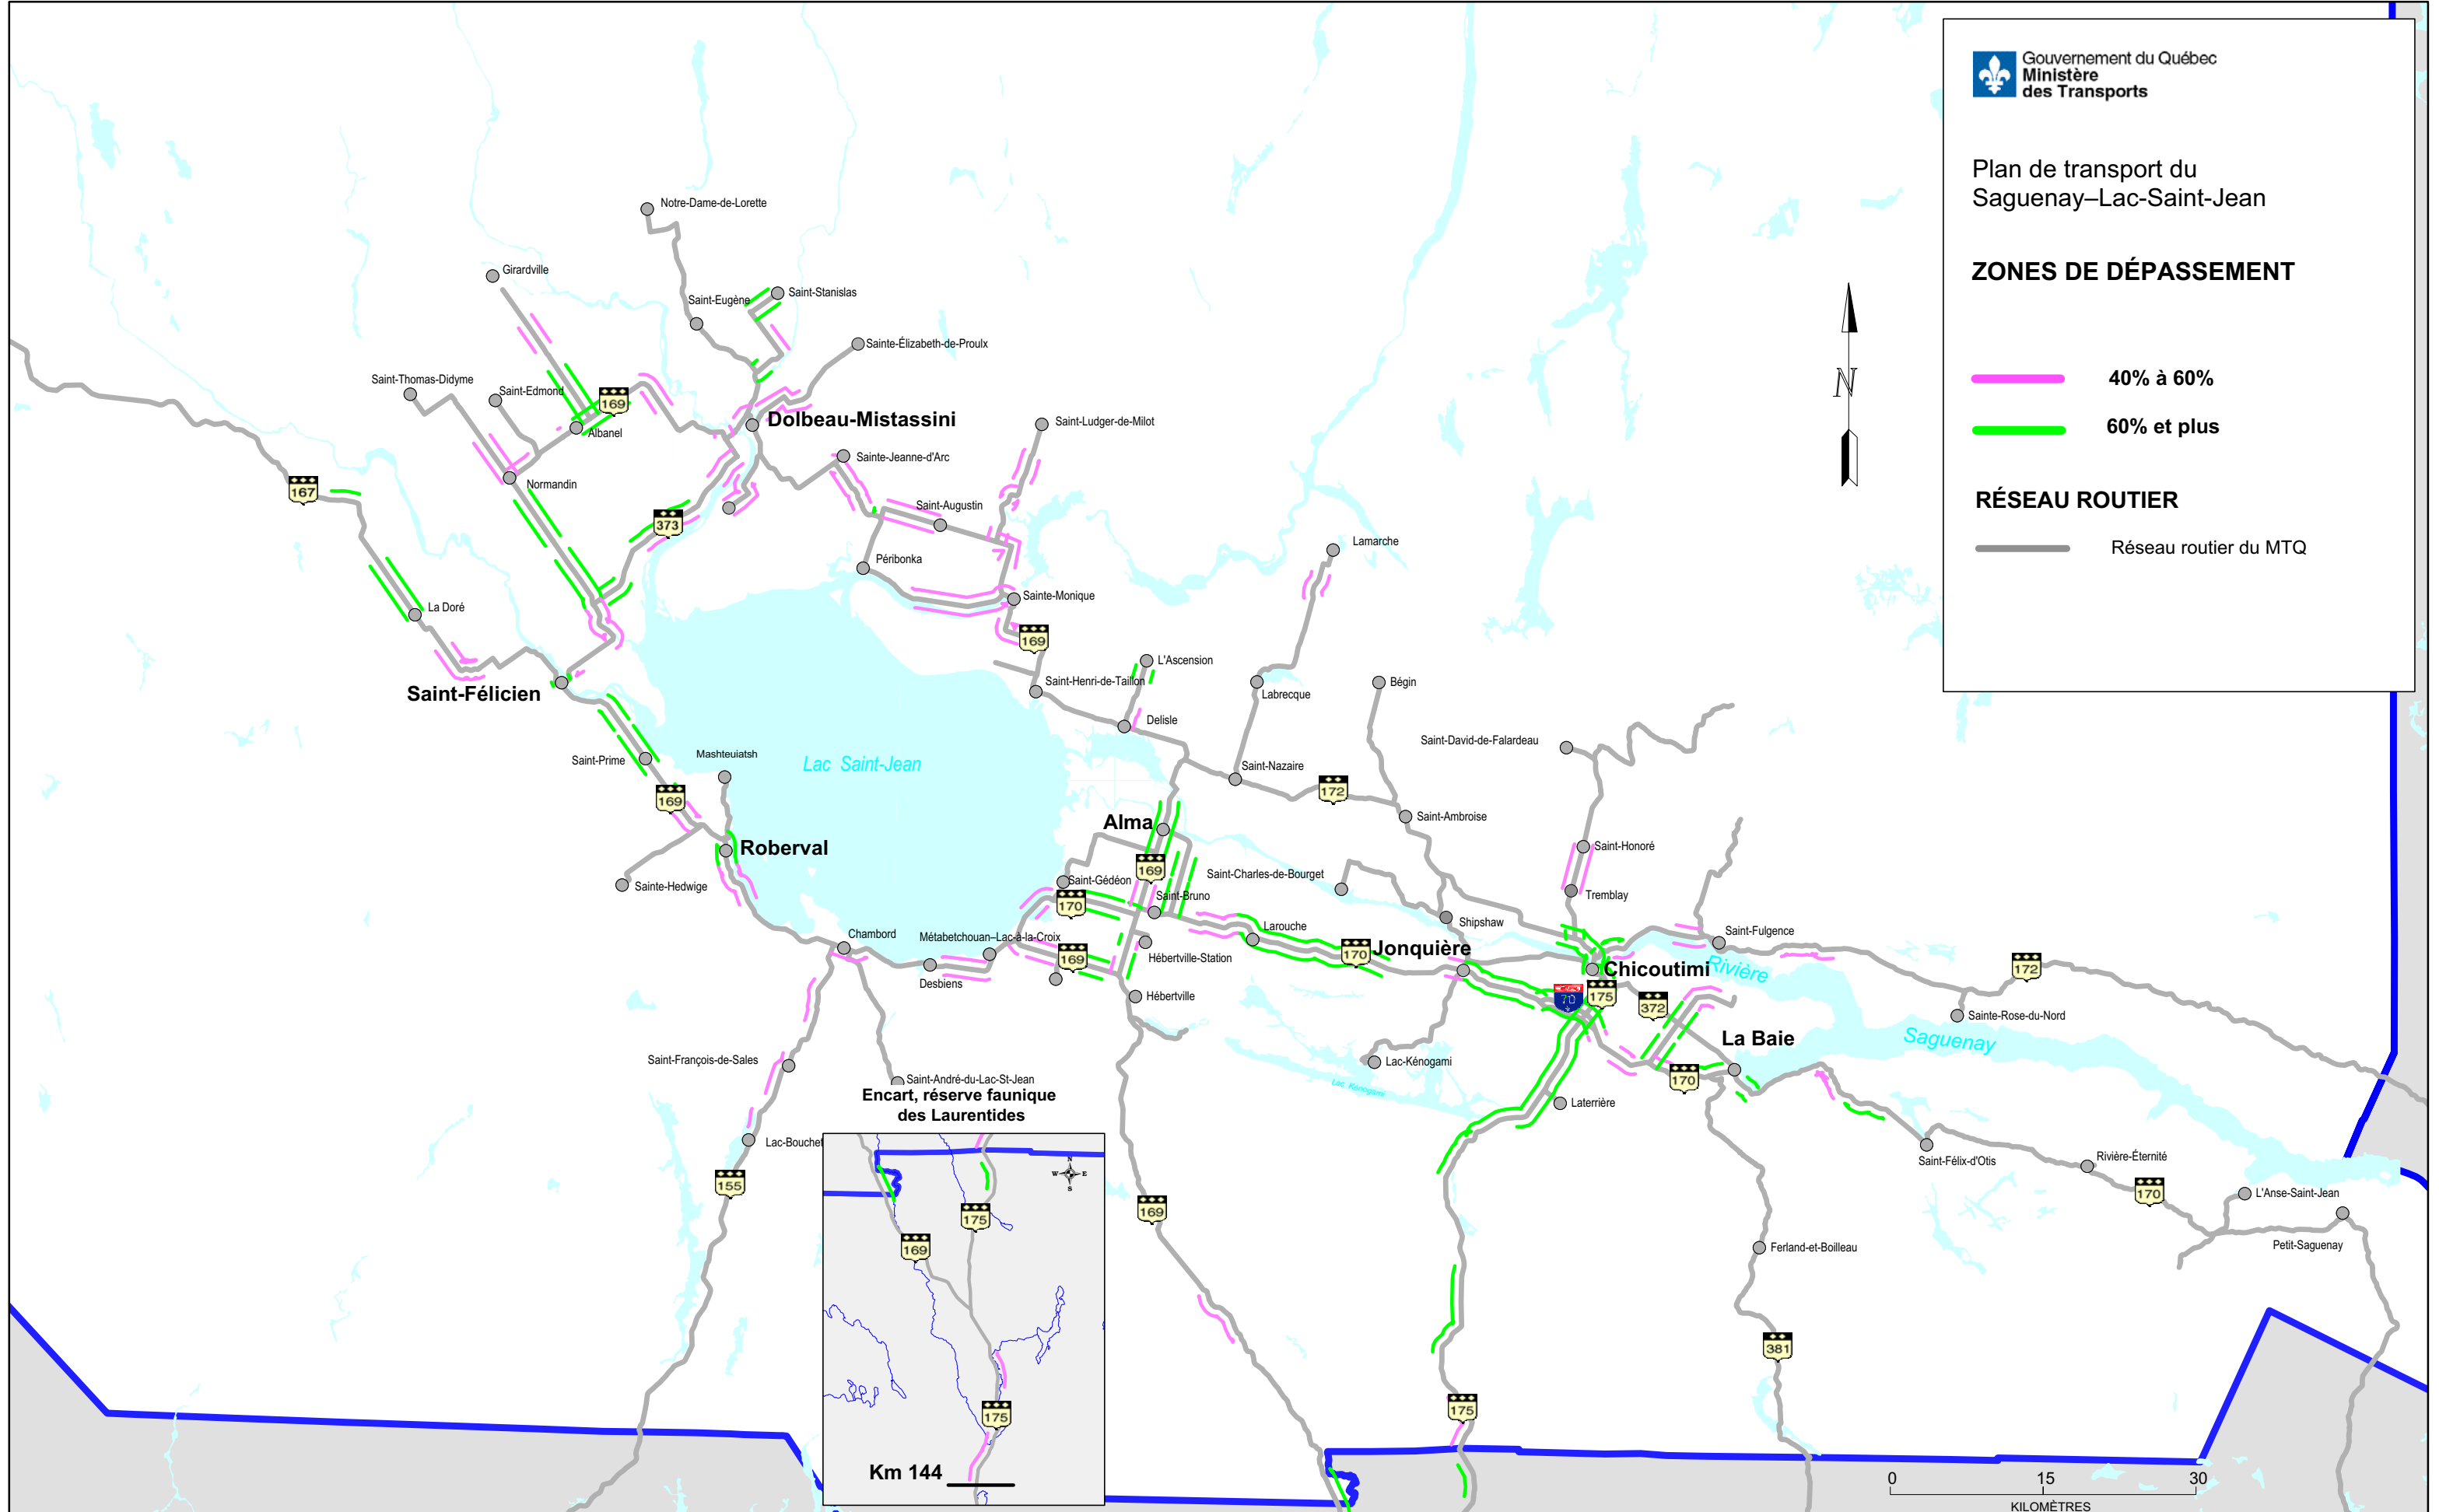 Gouvernement du Québec
Ministère
des Transports
Plan de transport du
Saguenay–Lac-Saint-Jean
ZONES DE DÉPASSEMENT
40% à 60%
60% et plus
RÉSEAU ROUTIER
Réseau routier du MTQ
N
Notre-Dame-de-Lorette
Girardville
Saint-Eugène
Saint-Stanislas
Sainte-Élizabeth-de-Proulx
Saint-Thomas-Didyme
Saint-Edmond
169
Albanel
Dolbeau-Mistassini
Saint-Ludger-de-Milot
Sainte-Jeanne-d'Arc
Normandin
167
373
Saint-Augustin
Lamarche
Péribonka
La Doré
Sainte-Monique
169
L'Ascension
Saint-Henri-de-Taillon
Labrecque
Bégin
Saint-Félicien
Delisle
Saint-David-de-Falardeau
Saint-Prime
Mashteuiatsh
Lac Saint-Jean
Saint-Nazaire
172
169
Saint-Ambroise
Alma
Roberval
Saint-Honoré
169
Saint-Charles-de-Bourget
Saint-Gédéon
Sainte-Hedwige
Saint-Bruno
Tremblay
170
Shipshaw
Larouche
Saint-Fulgence
Chambord
Métabetchouan–Lac-à-la-Croix
Jonquière
170
169
Hébertville-Station
Chicoutimi
Rivière
172
Desbiens
Hébertville
70
175
372
Sainte-Rose-du-Nord
La Baie
Saguenay
Saint-François-de-Sales
Lac-Kénogami
170
Saint-André-du-Lac-St-Jean
Lac Kénogami
Laterrière
Encart, réserve faunique
des Laurentides
Lac-Bouchet
Saint-Félix-d'Otis
Rivière-Éternité
155
N
W
E
S
170
L'Anse-Saint-Jean
169
175
Petit-Saguenay
169
Ferland-et-Boilleau
381
175
175
Km 144
0
15
30
KILOMÈTRES